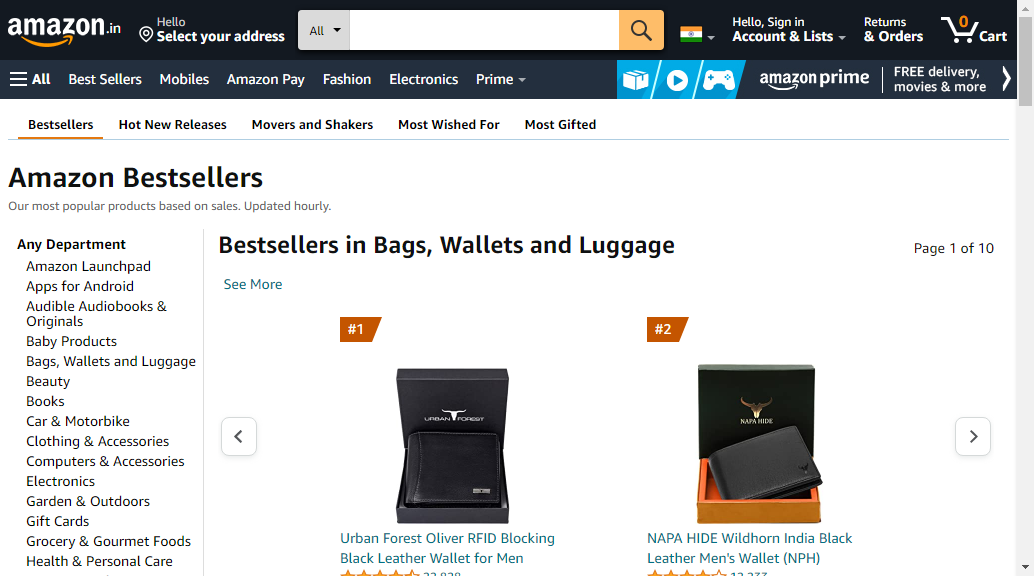 amazon.in
Hello
Select your address
All
Hello, Sign in
Account & Lists
Returns
& Orders
0
Cart
All
Best Sellers
Mobiles
Amazon Pay
Fashion
Electronics
Prime
amazon prime
FREE delivery,
movies & more
Bestsellers
Hot New Releases
Movers and Shakers
Most Wished For
Most Gifted
Amazon Bestsellers
Our most popular products based on sales. Updated hourly.
Any Department
Amazon Launchpad
Apps for Android
Audible Audiobooks &
Originals
Baby Products
Bags, Wallets and Luggage
Beauty
Books
Car & Motorbike
Clothing & Accessories
Computers & Accessories
Electronics
Garden & Outdoors
Gift Cards
Grocery & Gourmet Foods
Health & Personal Care
Bestsellers in Bags, Wallets and Luggage
Page 1 of 10
See More
#1
URBAN FOREST
Urban Forest Oliver RFID Blocking
Black Leather Wallet for Men
#2
NAPA HIDE
NAPA HIDE Wildhorn India Black
Leather Men's Wallet (NPH)